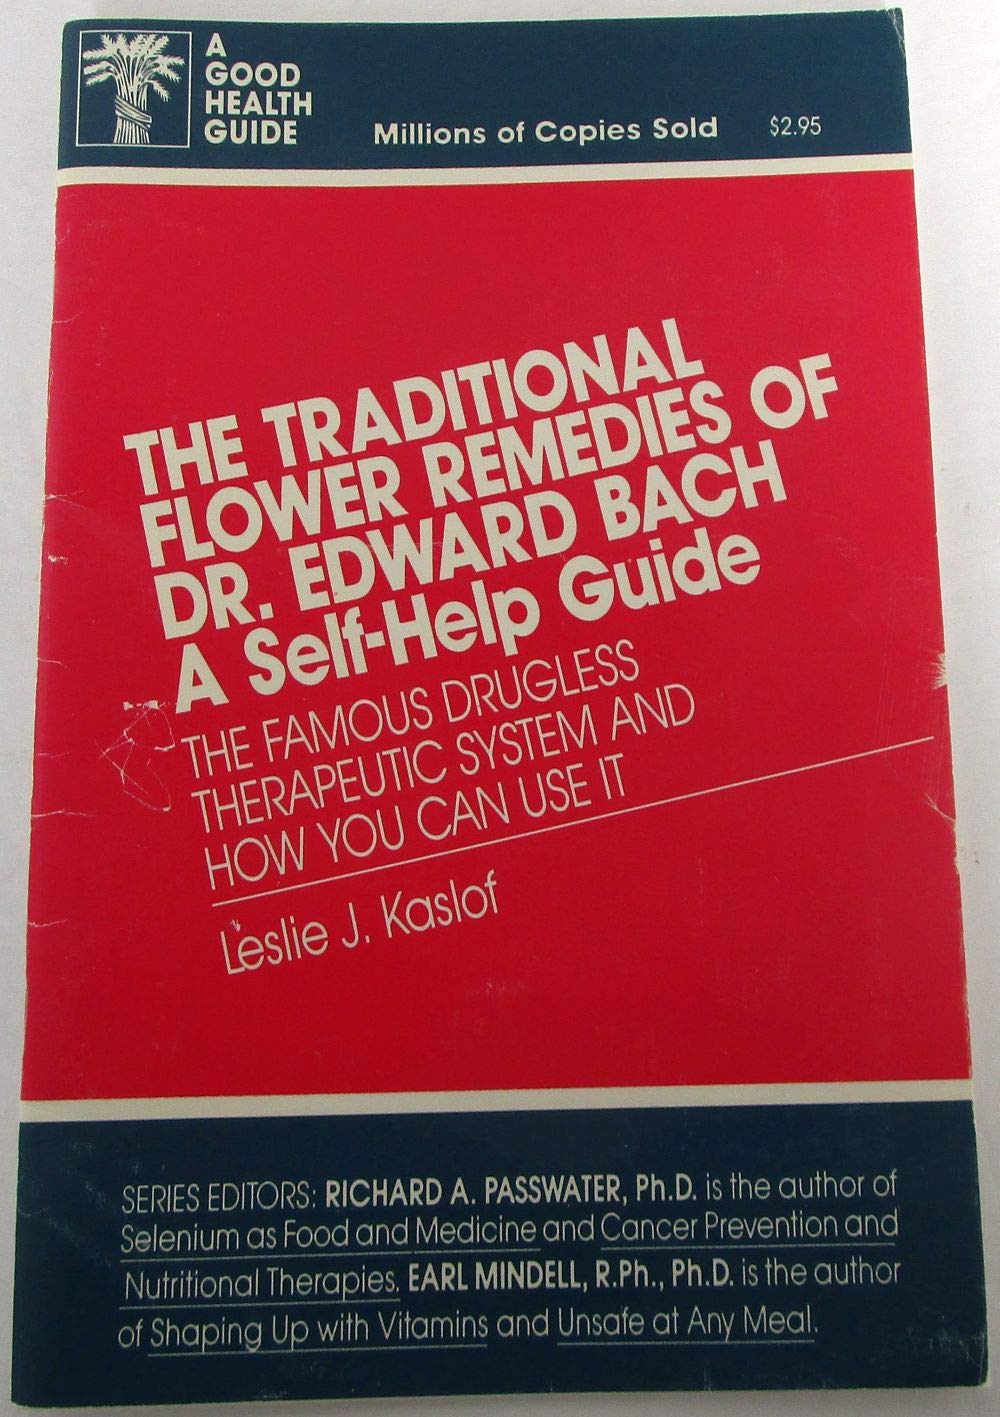 A
GOOD
HEALTH
GUIDE
Millions of Copies Sold $2.95
THE TRADITIONAL
FLOWER REMEDIES OF
DR. EDWARD BACH
A Self-Help Guide
THE FAMOUS DRUGLESS
THERAPEUTIC SYSTEM AND
HOW YOU CAN USE IT
Leslie J. Kaslof
SERIES EDITORS: RICHARD A. PASSWATER, Ph.D. is the author of
Selenium as Food and Medicine and Cancer Prevention and
Nutritional Therapies. EARL MINDELL, R.Ph., Ph.D. is the author
of Shaping Up with Vitamins and Unsafe at Any Meal.